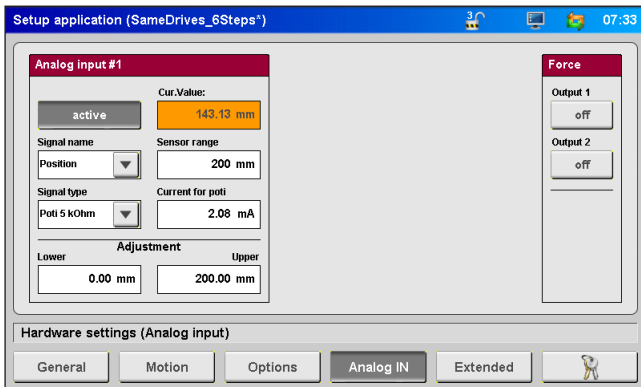 Setup application (SameDrives_6Steps*)
3
07:33
Analog input #1
Cur.Value:
active
143.13 mm
Signal name
Sensor range
Position
200 mm
Signal type
Current for poti
Poti 5 kOhm
2.08 mA
Adjustment
Lower
Upper
0.00 mm
200.00 mm
Force
Output 1
off
Output 2
off
Hardware settings (Analog input)
General
Motion
Options
Analog IN
Extended